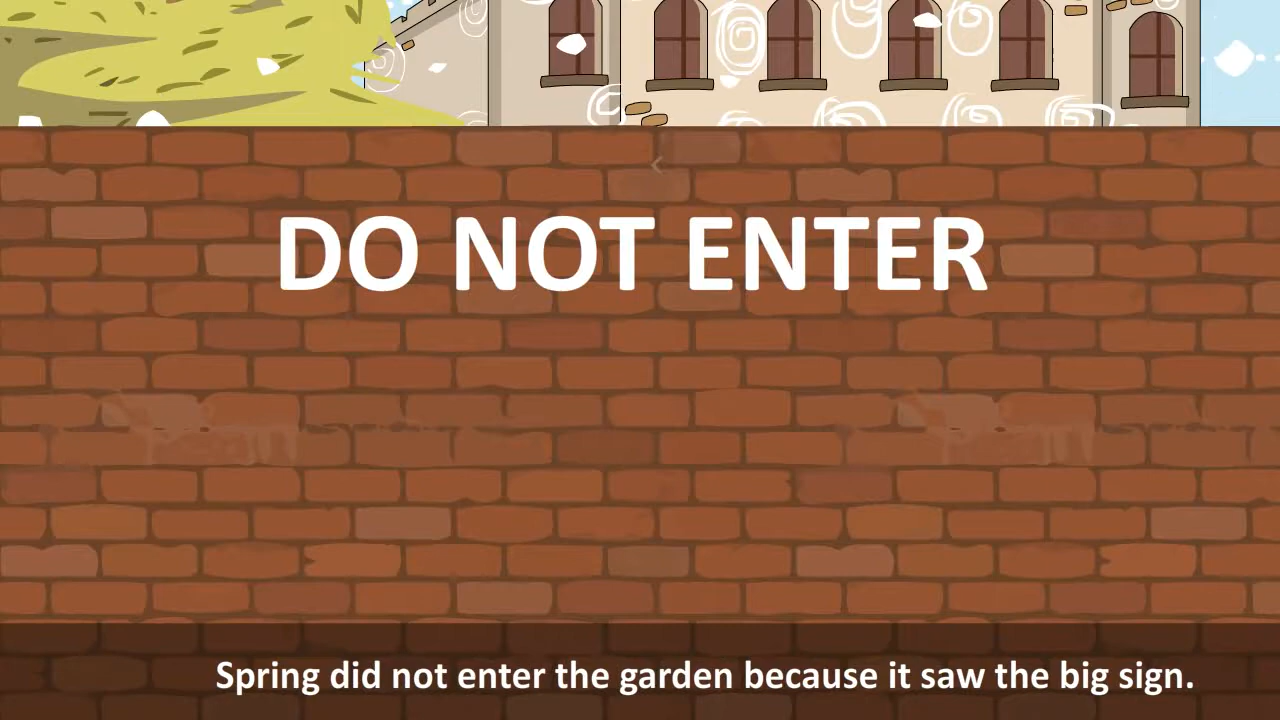 DO NOT ENTER
Spring did not enter the garden because it saw the big sign.